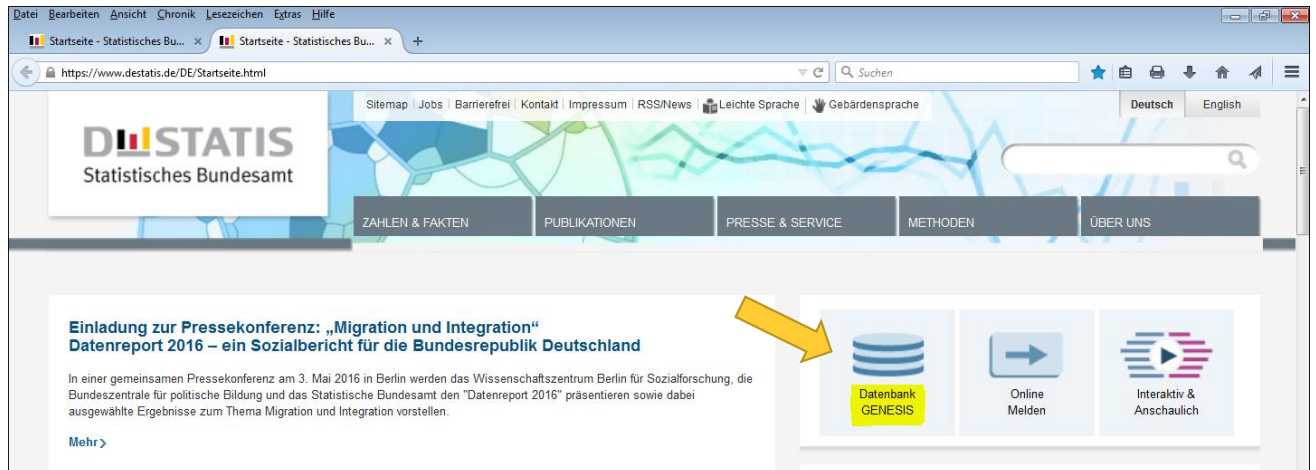 Datei Bearbeiten Ansicht Chronik Lesezeichen Extras Hilfe
Startseite - Statistisches Bu... × Startseite - Statistisches Bu... × +
https://www.destatis.de/DE/Startseite.html Suchen
Sitemap Jobs Barrierefrei Kontakt Impressum RSS/News Leichte Sprache Gebärdensprache Deutsch English
DESTATIS
Statistisches Bundesamt
ZAHLEN & FAKTEN PUBLIKATIONEN PRESSE & SERVICE METHODEN ÜBER UNS
Einladung zur Pressekonferenz: „Migration und Integration“
Datenreport 2016 – ein Sozialbericht für die Bundesrepublik Deutschland
In einer gemeinsamen Pressekonferenz am 3. Mai 2016 in Berlin werden das Wissenschaftszentrum Berlin für Sozialforschung, die
Bundeszentrale für politische Bildung und das Statistische Bundesamt den "Datenreport 2016" präsentieren sowie dabei
ausgewählte Ergebnisse zum Thema Migration und Integration vorstellen.
Mehr >
Datenbank
GENESIS
Online
Melden
Interaktiv &
Anschaulich